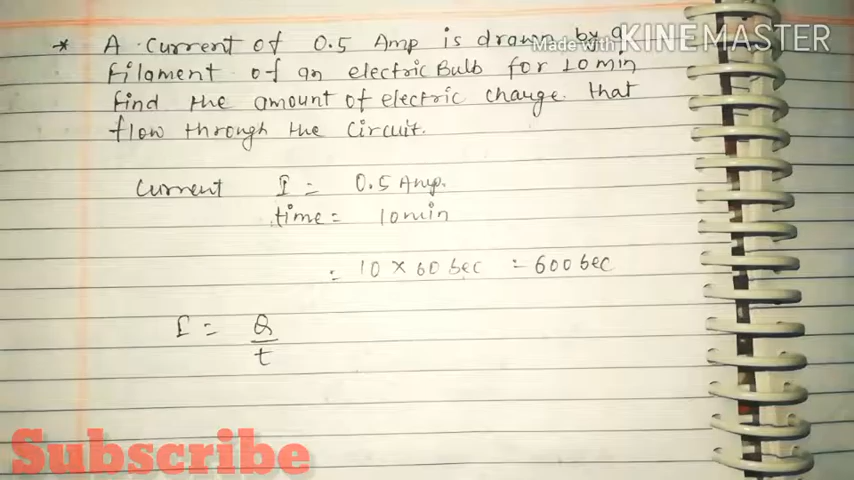 * A current of 0.5 Amp is drawn by a
Made with KINEMASTER
filament of an electric Bulb for 10 min
find the amount of electric charge that
flow through the circuit.
Current I = 0.5 Amp.
time = 10 min
= 10 × 60 Sec = 600 Sec
I = Q
t
Subscribe